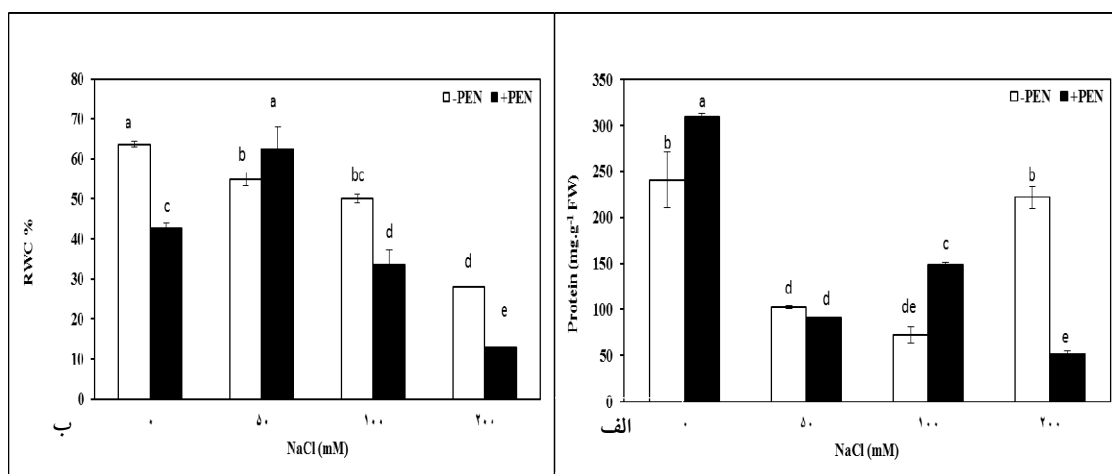 80
70
60
50
40
30
20
10
0
RWC %
-PEN +PEN
a
c
b
a
bc
d
d
e
۰ ۵۰ ۱۰۰ ۲۰۰
NaCl (mM)
ب
350
300
250
200
150
100
50
0
Protein (mg.g⁻¹ FW)
-PEN +PEN
b
a
d
d
de
c
b
e
۰ ۵۰ ۱۰۰ ۲۰۰
NaCl (mM)
الف